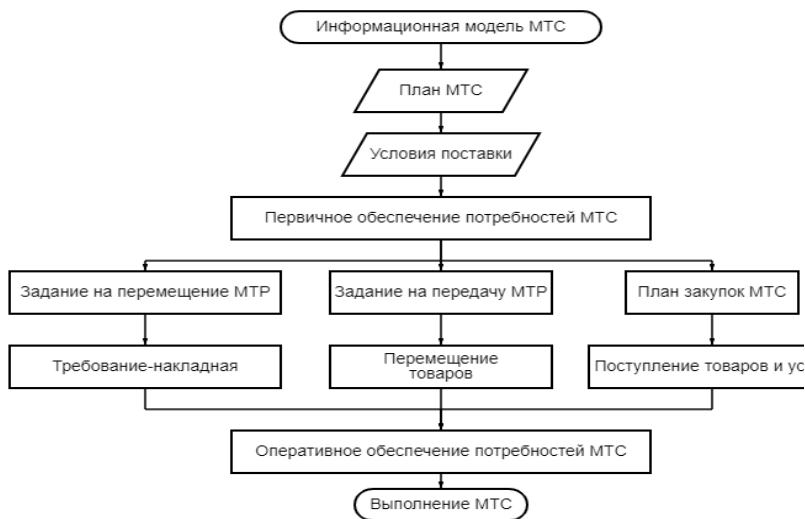 Информационная модель МТС
План МТС
Условия поставки
Первичное обеспечение потребностей МТС
Задание на перемещение МТР
Задание на передачу МТР
План закупок МТС
Требование-накладная
Перемещение
товаров
Поступление товаров и ус
Оперативное обеспечение потребностей МТС
Выполнение МТС